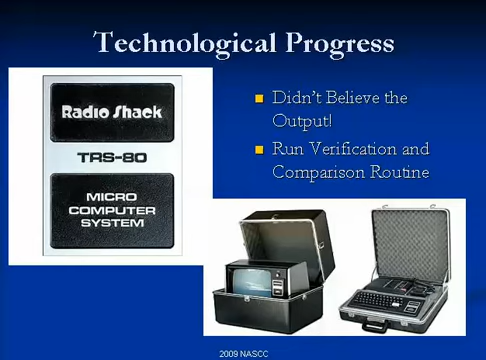 Technological Progress
Radio Shack
TRS-80
MICRO
COMPUTER
SYSTEM
Didn't Believe the
Output!
Run Verification and
Comparison Routine
2009 NASCC